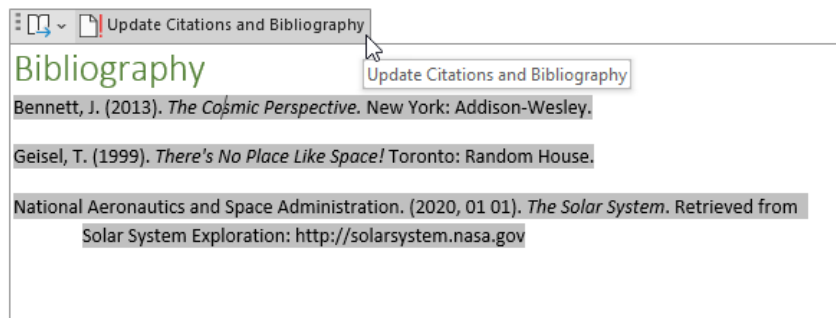 Update Citations and Bibliography
Bibliography
Update Citations and Bibliography
Bennett, J. (2013). The Cosmic Perspective. New York: Addison-Wesley.
Geisel, T. (1999). There's No Place Like Space! Toronto: Random House.
National Aeronautics and Space Administration. (2020, 01 01). The Solar System. Retrieved from
Solar System Exploration: http://solarsystem.nasa.gov